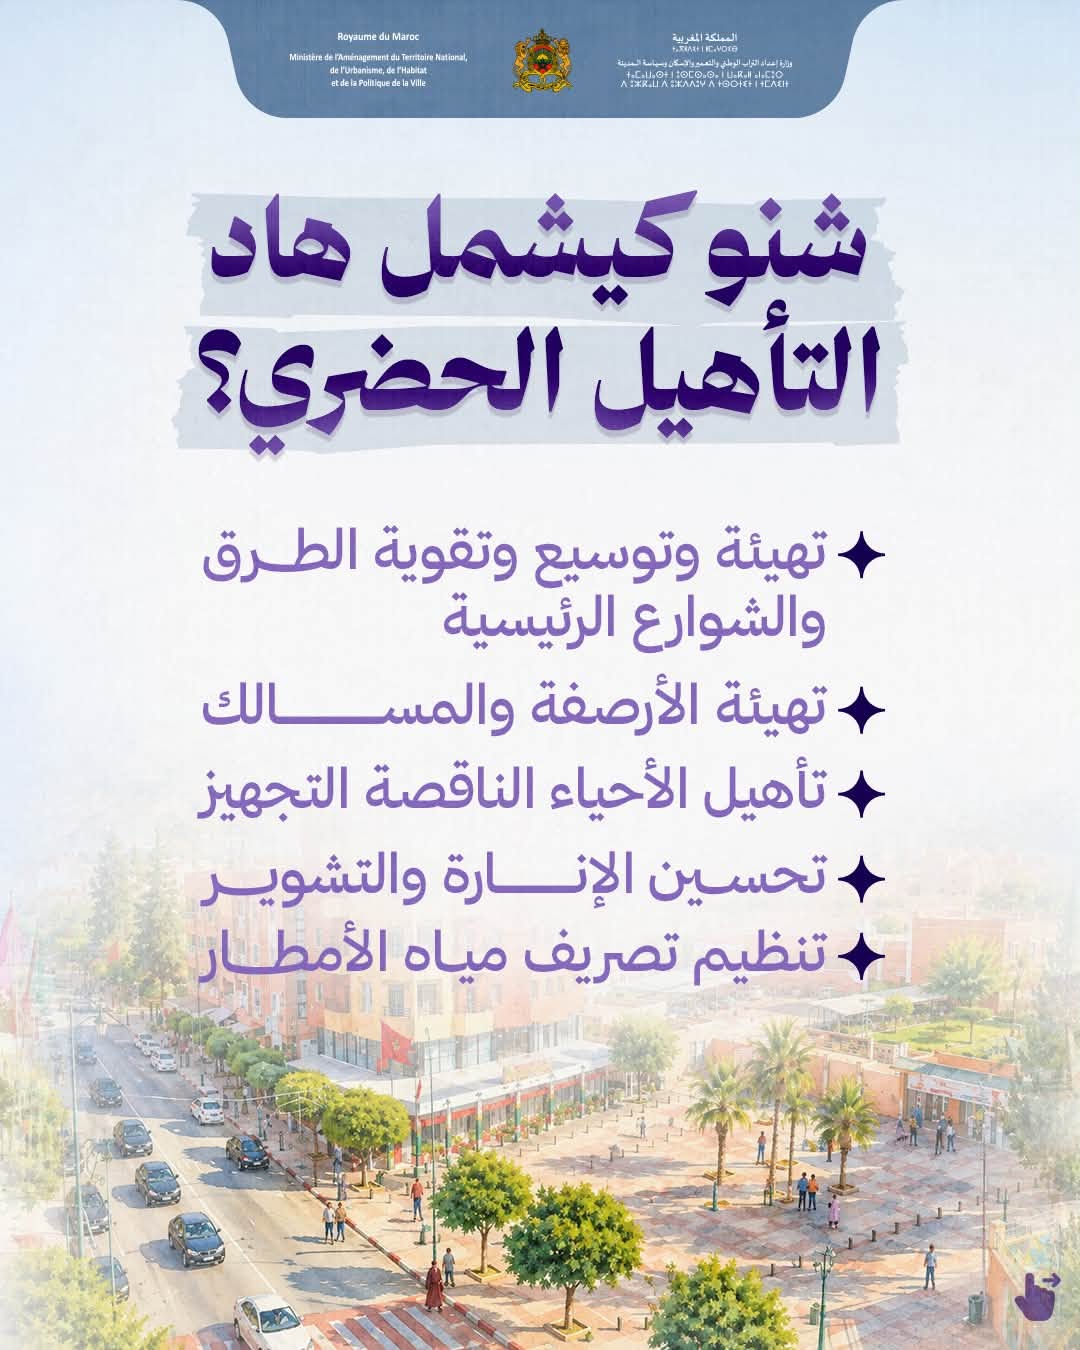 Royaume du Maroc
Ministère de l'Aménagement du Territoire National,
de l'Urbanisme, de l'Habitat
et de la Politique de la Ville
المملكة المغربية
ⵜⴰⴳⵍⴷⵉⵜ ⵏ ⵍⵎⵖⵔⵉⴱ
وزارة إعداد التراب الوطني والتعمير والإسكان وسياسة المدينة
شنو كيشمل هاد
التأهيل الحضري؟
تهيئة وتوسيع وتقوية الطرق
والشوارع الرئيسية
تهيئة الأرصفة والمسالك
تأهيل الأحياء الناقصة التجهيز
تحسين الإنارة والتشوير
تنظيم تصريف مياه الأمطار